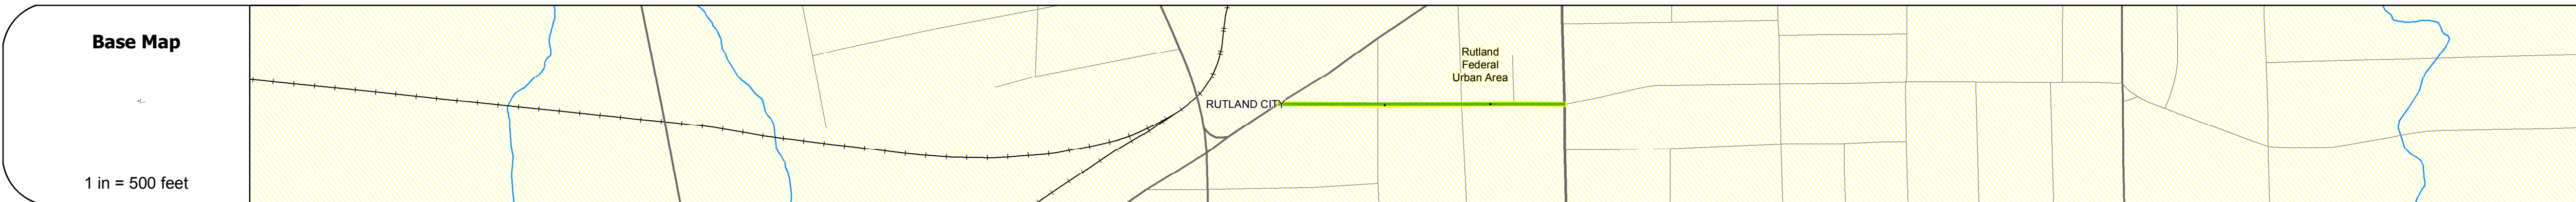 Base Map
1 in = 500 feet
RUTLAND CITY
Rutland
Federal
Urban Area